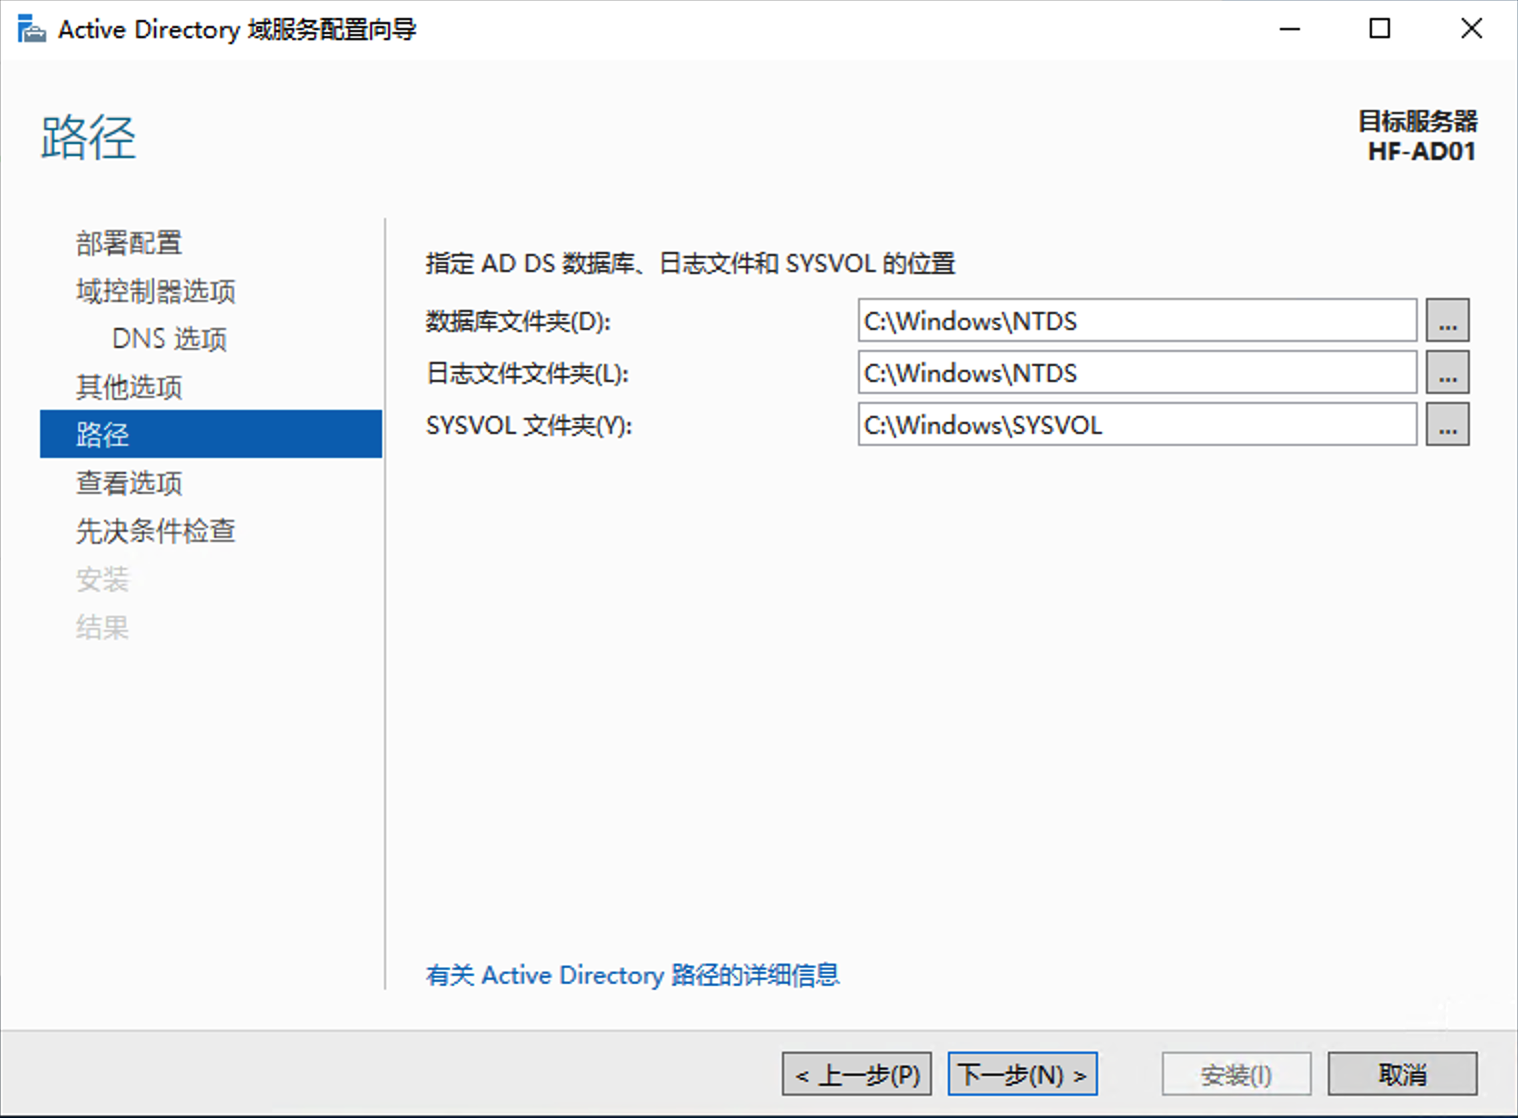 Active Directory 域服务配置向导
路径
目标服务器
HF-AD01
部署配置
域控制器选项
DNS 选项
其他选项
路径
查看选项
先决条件检查
安装
结果
指定 AD DS 数据库、日志文件和 SYSVOL 的位置
数据库文件夹(D): C:\Windows\NTDS ...
日志文件文件夹(L): C:\Windows\NTDS ...
SYSVOL 文件夹(Y): C:\Windows\SYSVOL ...
有关 Active Directory 路径的详细信息
< 上一步(P) 下一步(N) > 安装(I) 取消